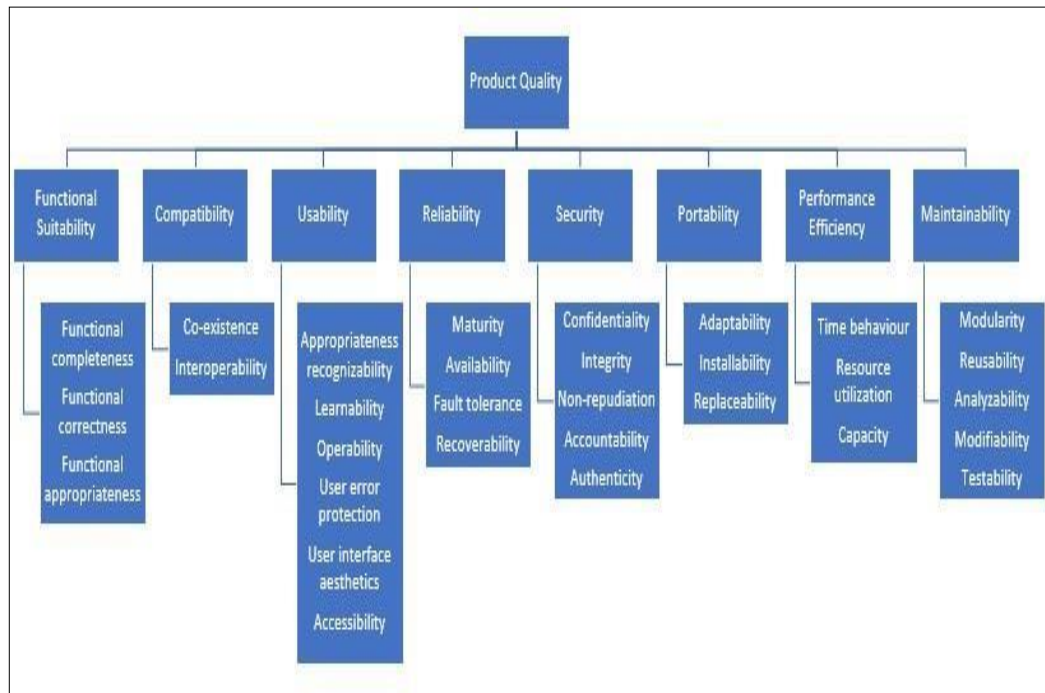 Product Quality
Functional
Suitability
Compatibility
Usability
Reliability
Security
Portability
Performance
Efficiency
Maintainability
Functional
completeness
Functional
correctness
Functional
appropriateness
Co-existence
Interoperability
Appropriateness
recognizability
Learnability
Operability
User error
protection
User interface
aesthetics
Accessibility
Maturity
Availability
Fault tolerance
Recoverability
Confidentiality
Integrity
Non-repudiation
Accountability
Authenticity
Adaptability
Installability
Replaceability
Time behaviour
Resource
utilization
Capacity
Modularity
Reusability
Analyzability
Modifiability
Testability